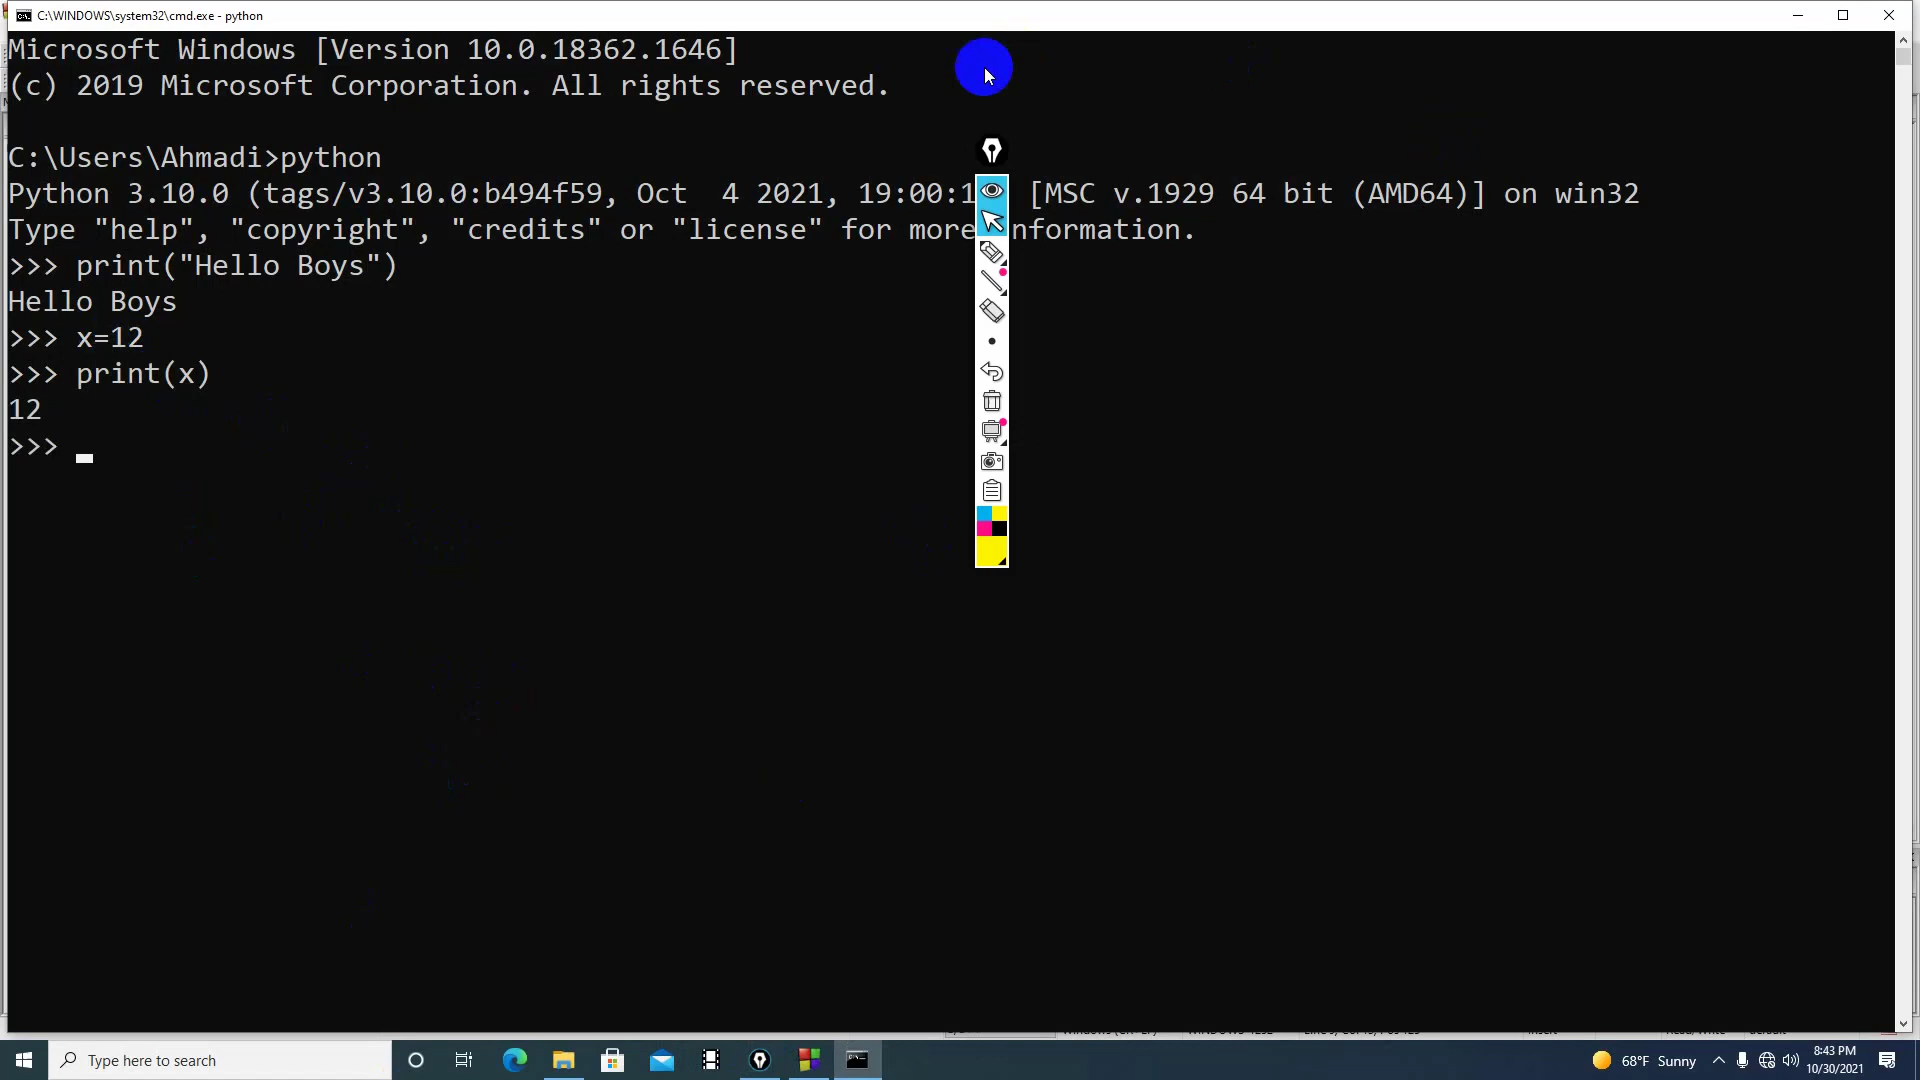 C:\WINDOWS\system32\cmd.exe - python
Microsoft Windows [Version 10.0.18362.1646]
(c) 2019 Microsoft Corporation. All rights reserved.
C:\Users\Ahmadi>python
Python 3.10.0 (tags/v3.10.0:b494f59, Oct  4 2021, 19:00:1 [MSC v.1929 64 bit (AMD64)] on win32
Type "help", "copyright", "credits" or "license" for more nformation.
>>> print("Hello Boys")
Hello Boys
>>> x=12
>>> print(x)
12
>>>
Type here to search
68°F Sunny
8:43 PM
10/30/2021